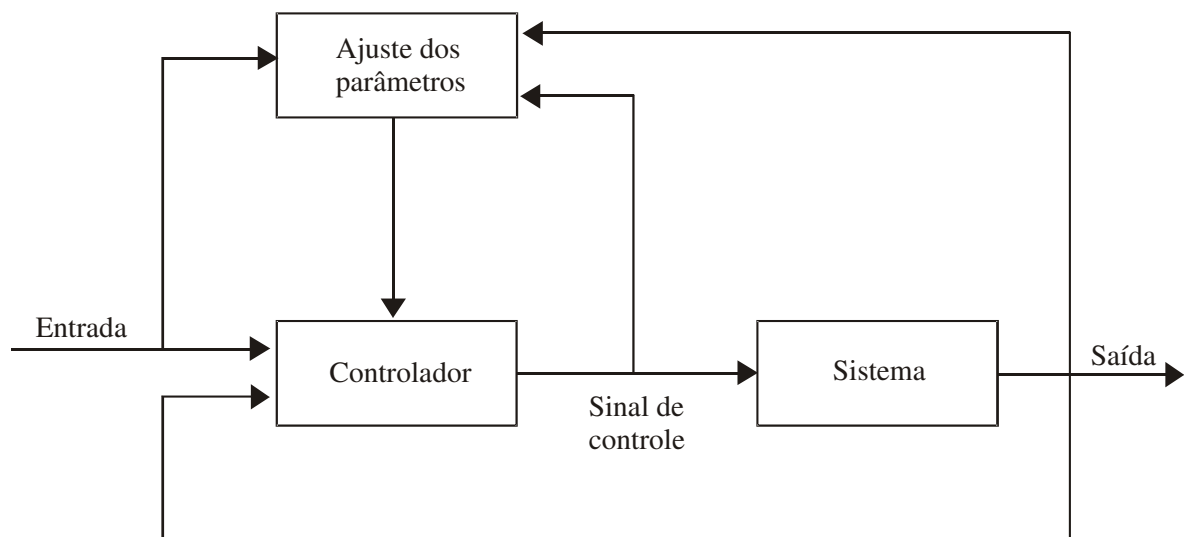 Ajuste dos
parâmetros
Entrada
Controlador
Sinal de
controle
Sistema
Saída